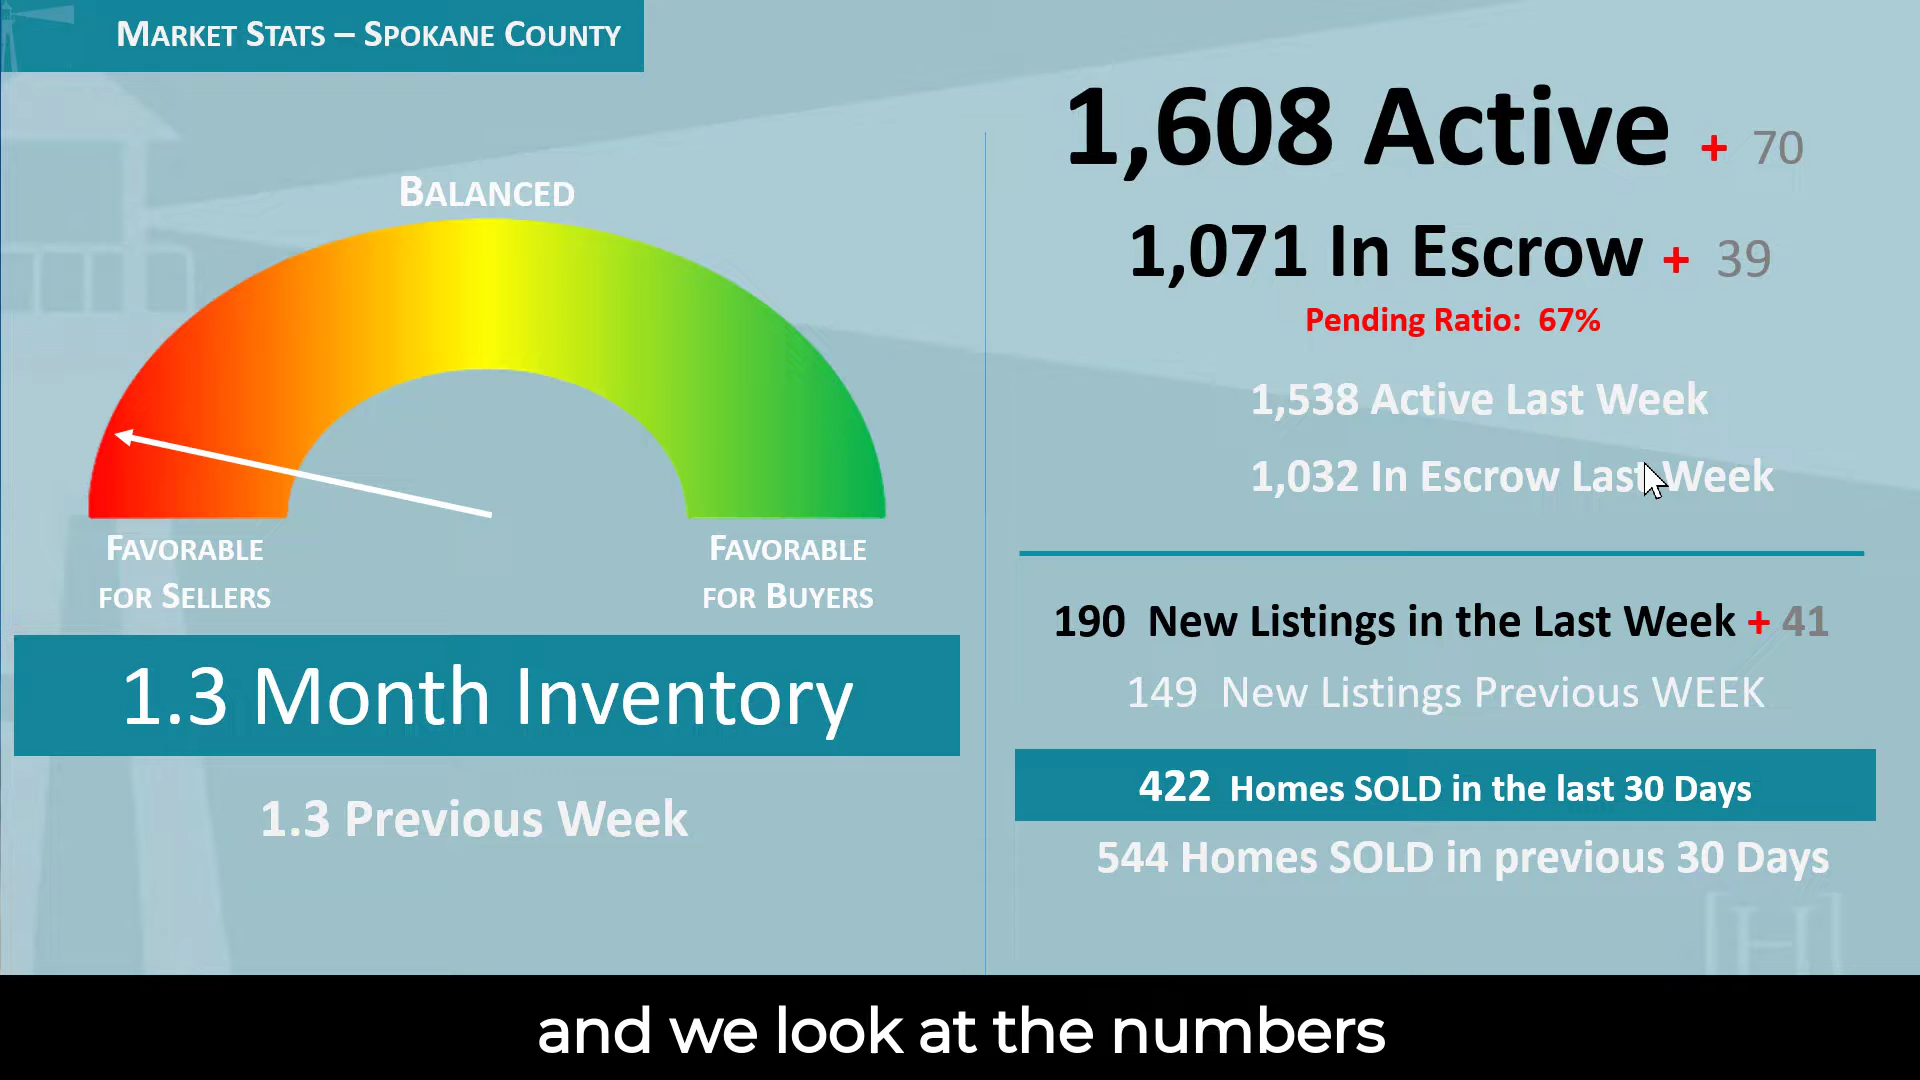 MARKET STATS – SPOKANE COUNTY
BALANCED
FAVORABLE
FOR SELLERS
FAVORABLE
FOR BUYERS
1.3 Month Inventory
1.3 Previous Week
1,608 Active + 70
1,071 In Escrow + 39
Pending Ratio: 67%
1,538 Active Last Week
1,032 In Escrow Last Week
190 New Listings in the Last Week + 41
149 New Listings Previous WEEK
422 Homes SOLD in the last 30 Days
544 Homes SOLD in previous 30 Days
and we look at the numbers